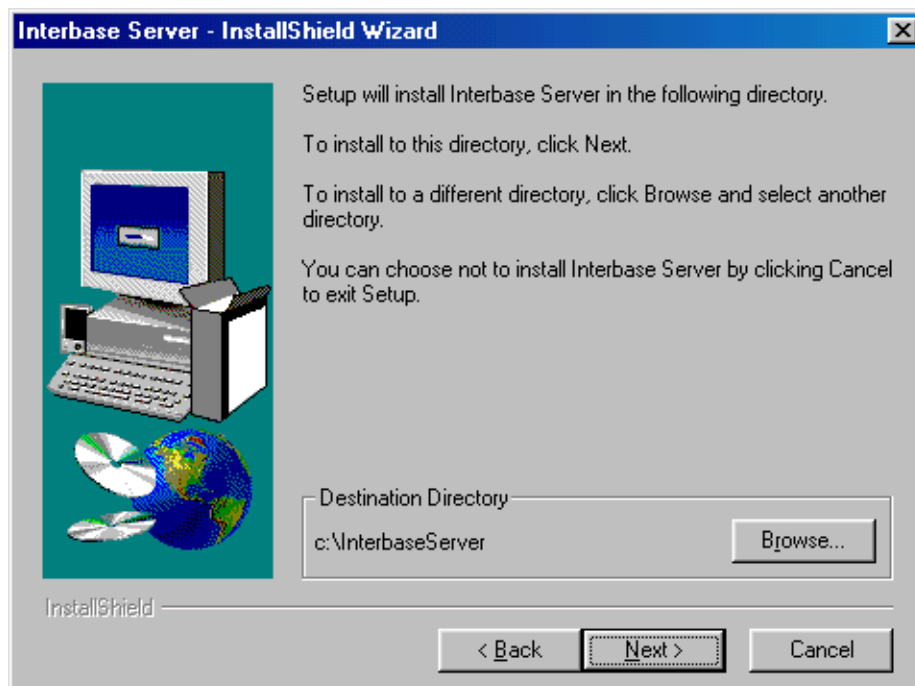 Interbase Server - InstallShield Wizard
Setup will install Interbase Server in the following directory.
To install to this directory, click Next.
To install to a different directory, click Browse and select another
directory.
You can choose not to install Interbase Server by clicking Cancel
to exit Setup.
Destination Directory
c:\InterbaseServer
Browse...
InstallShield
< Back
Next >
Cancel